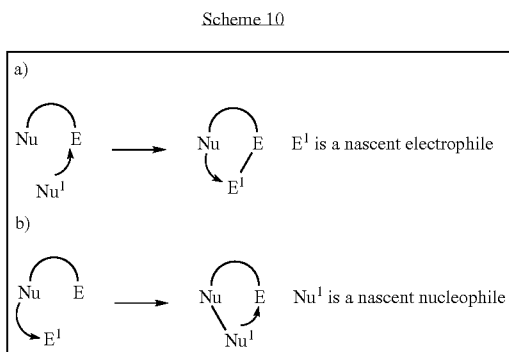 Scheme 10
a)
Nu E Nu E E¹ is a nascent electrophile
Nu¹ E¹
b)
Nu E Nu E Nu¹ is a nascent nucleophile
E¹ Nu¹